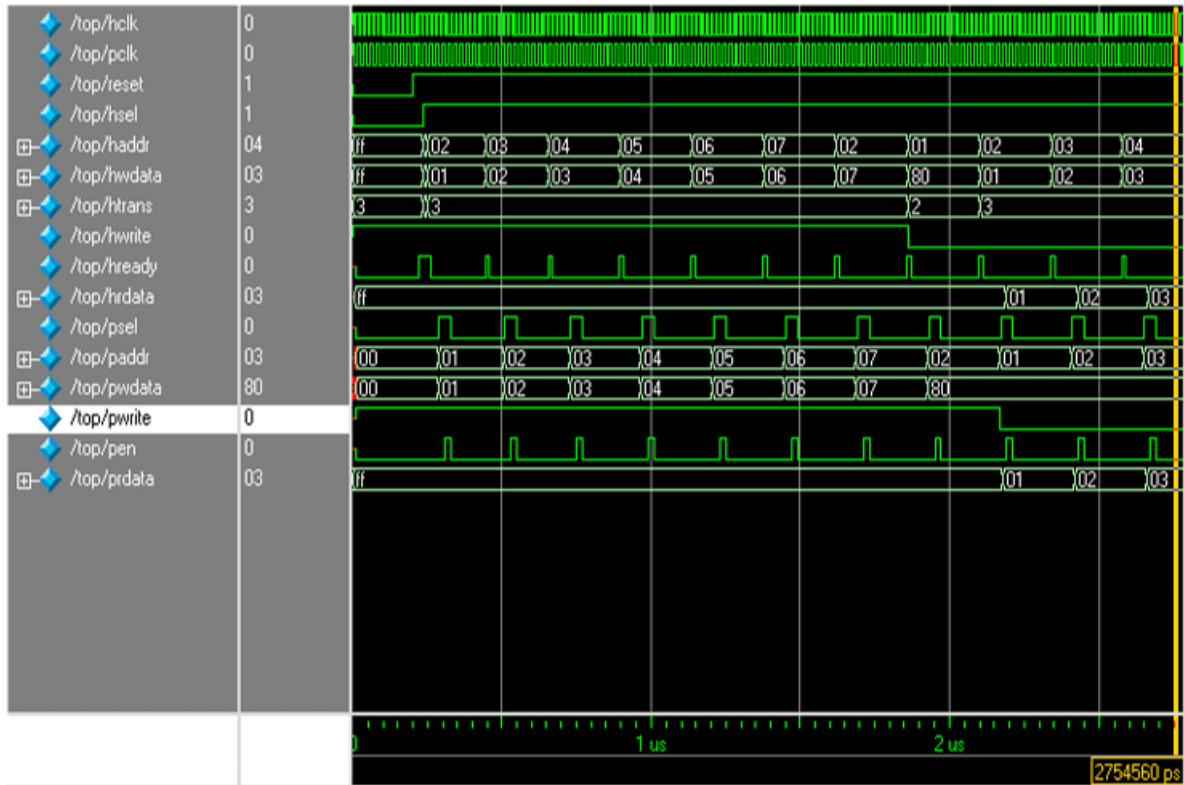 /top/hclk 0
/top/pclk 0
/top/reset 1
/top/hsel 1
/top/haddr 04 ff 02 03 04 05 06 07 02 01 02 03 04
/top/hwdata 03 ff 01 02 03 04 05 06 07 80 01 02 03
/top/htrans 3 3 3 2 3
/top/hwrite 0
/top/hready 0
/top/hrdata 03 ff 01 02 03
/top/psel 0
/top/paddr 03 00 01 02 03 04 05 06 07 02 01 02 03
/top/pwdata 80 00 01 02 03 04 05 06 07 80
/top/pwrite 0
/top/pen 0
/top/prdata 03 ff 01 02 03
0 1 us 2 us
2754560 ps